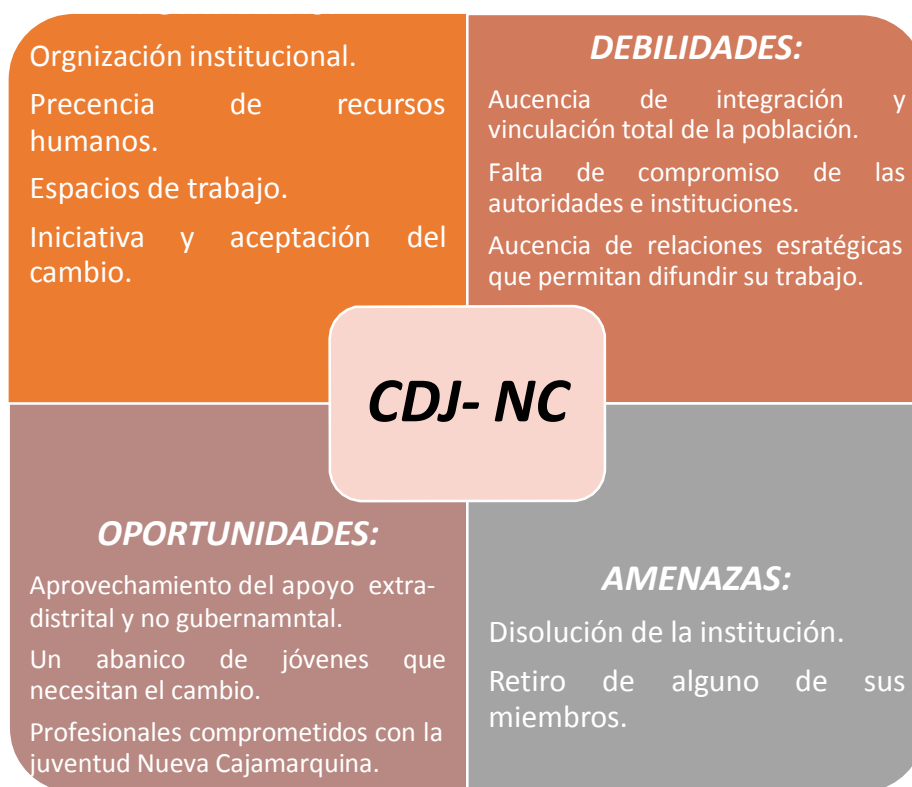 Orgnización institucional.
Precencia de recursos
humanos.
Espacios de trabajo.
Iniciativa y aceptación del
cambio.
DEBILIDADES:
Aucencia de integración y
vinculación total de la población.
Falta de compromiso de las
autoridades e instituciones.
Aucencia de relaciones esratégicas
que permitan difundir su trabajo.
CDJ- NC
OPORTUNIDADES:
Aprovechamiento del apoyo extra-
distrital y no gubernamntal.
Un abanico de jóvenes que
necesitan el cambio.
Profesionales comprometidos con la
juventud Nueva Cajamarquina.
AMENAZAS:
Disolución de la institución.
Retiro de alguno de sus
miembros.